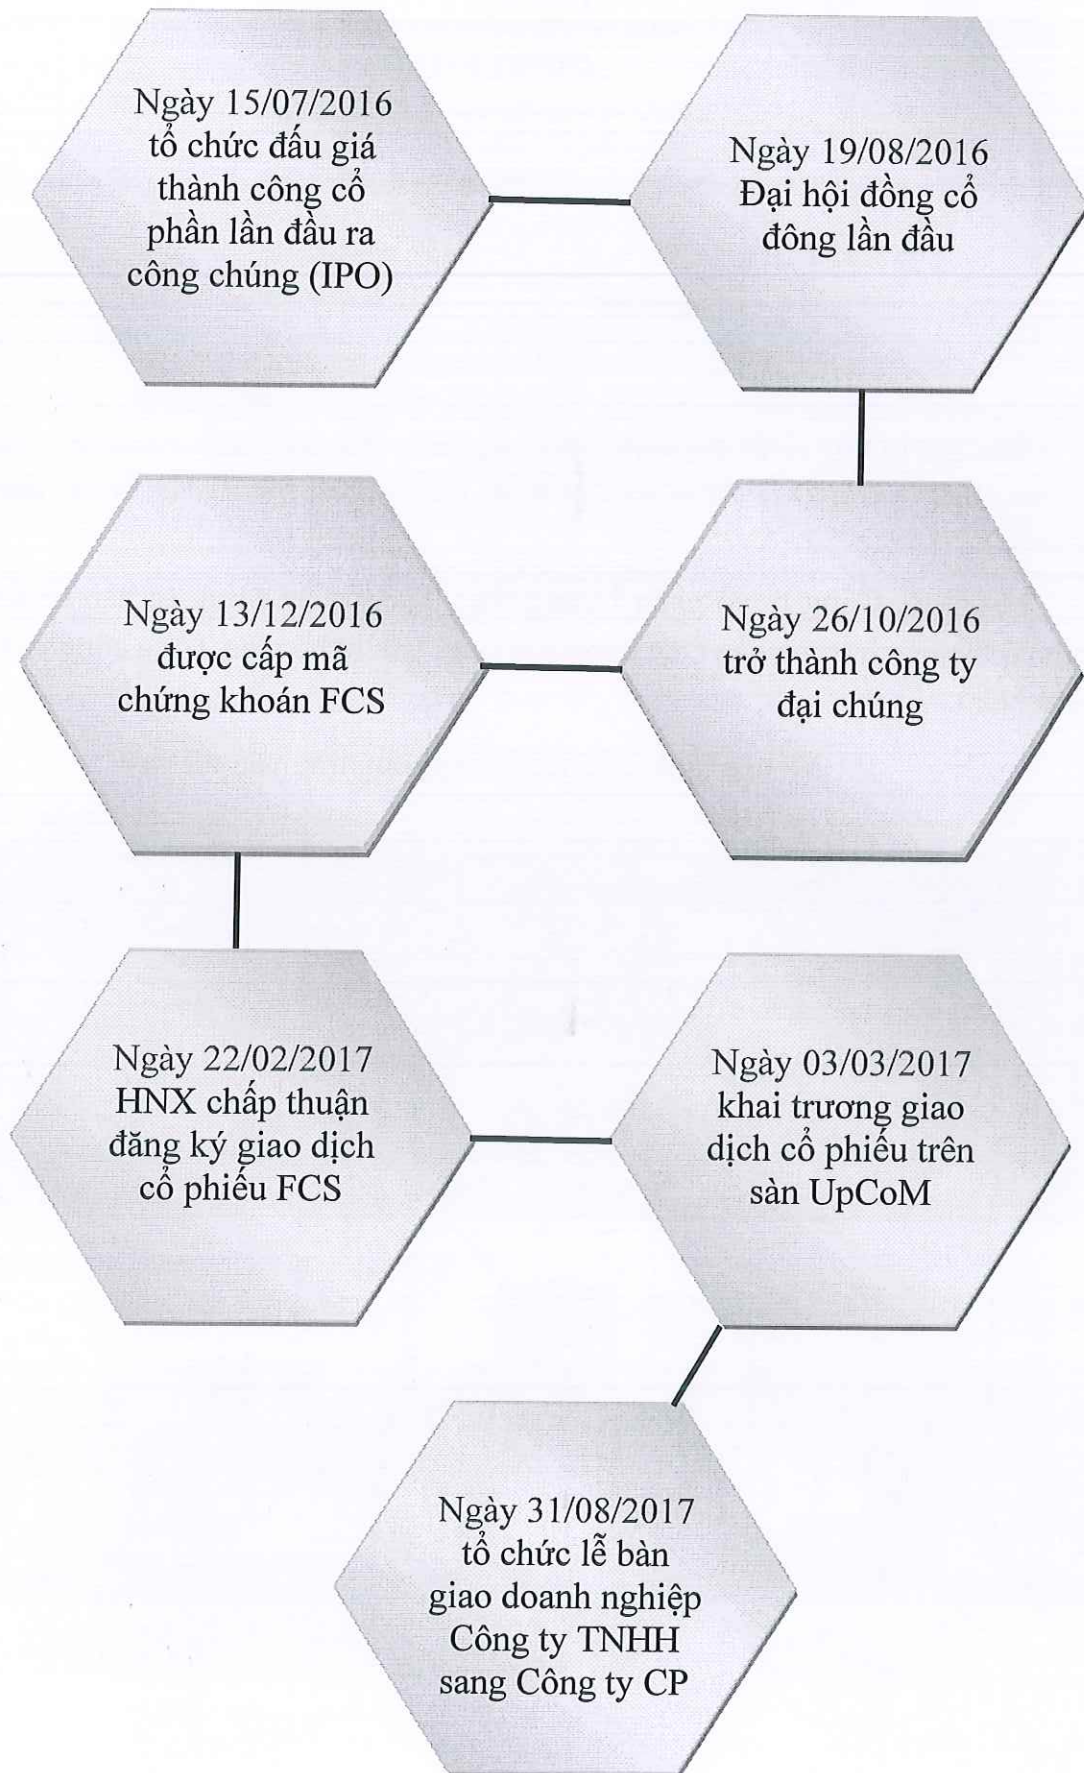 Ngày 15/07/2016
tổ chức đấu giá
thành công cổ
phần lần đầu ra
công chúng (IPO)
Ngày 19/08/2016
Đại hội đồng cổ
đông lần đầu
Ngày 26/10/2016
trở thành công ty
đại chúng
Ngày 13/12/2016
được cấp mã
chứng khoán FCS
Ngày 22/02/2017
HNX chấp thuận
đăng ký giao dịch
cổ phiếu FCS
Ngày 03/03/2017
khai trương giao
dịch cổ phiếu trên
sàn UpCoM
Ngày 31/08/2017
tổ chức lễ bàn
giao doanh nghiệp
Công ty TNHH
sang Công ty CP